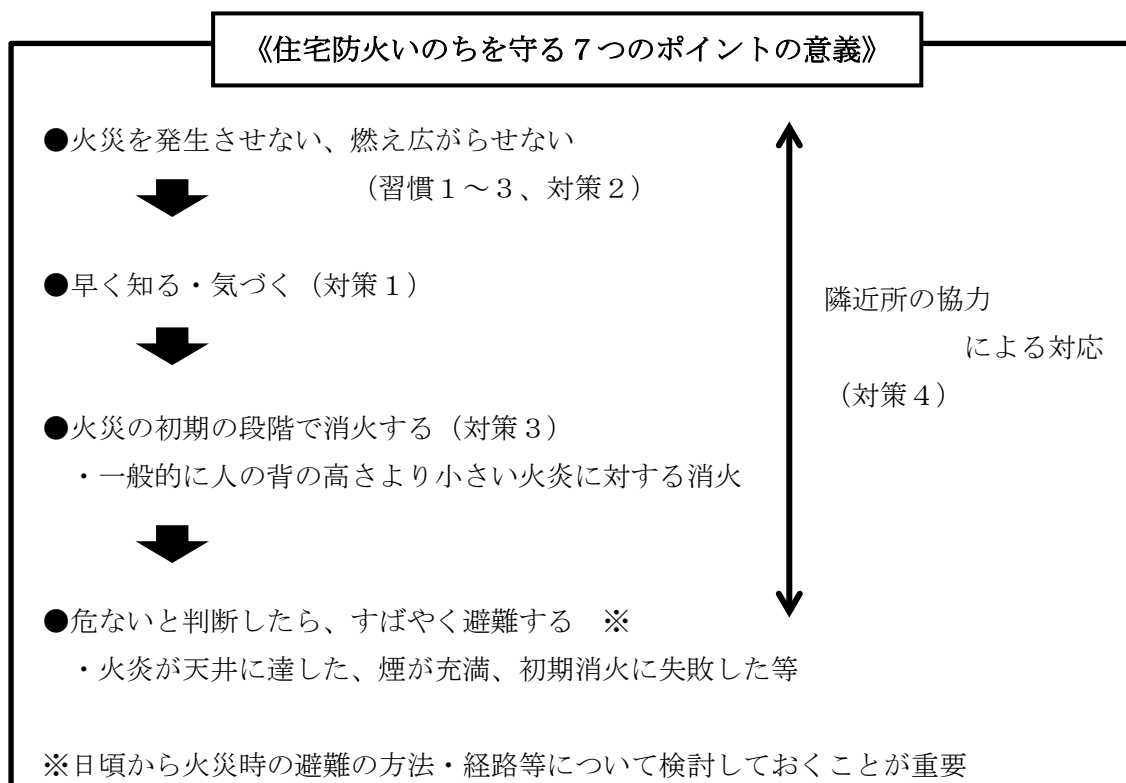 《住宅防火いのちを守る７つのポイントの意義》
●火災を発生させない、燃え広がらせない
（習慣１～３、対策２）
●早く知る・気づく（対策１）
隣近所の協力
による対応
（対策４）
●火災の初期の段階で消火する（対策３）
・一般的に人の背の高さより小さい火炎に対する消火
●危ないと判断したら、すばやく避難する　※
・火炎が天井に達した、煙が充満、初期消火に失敗した等
※日頃から火災時の避難の方法・経路等について検討しておくことが重要